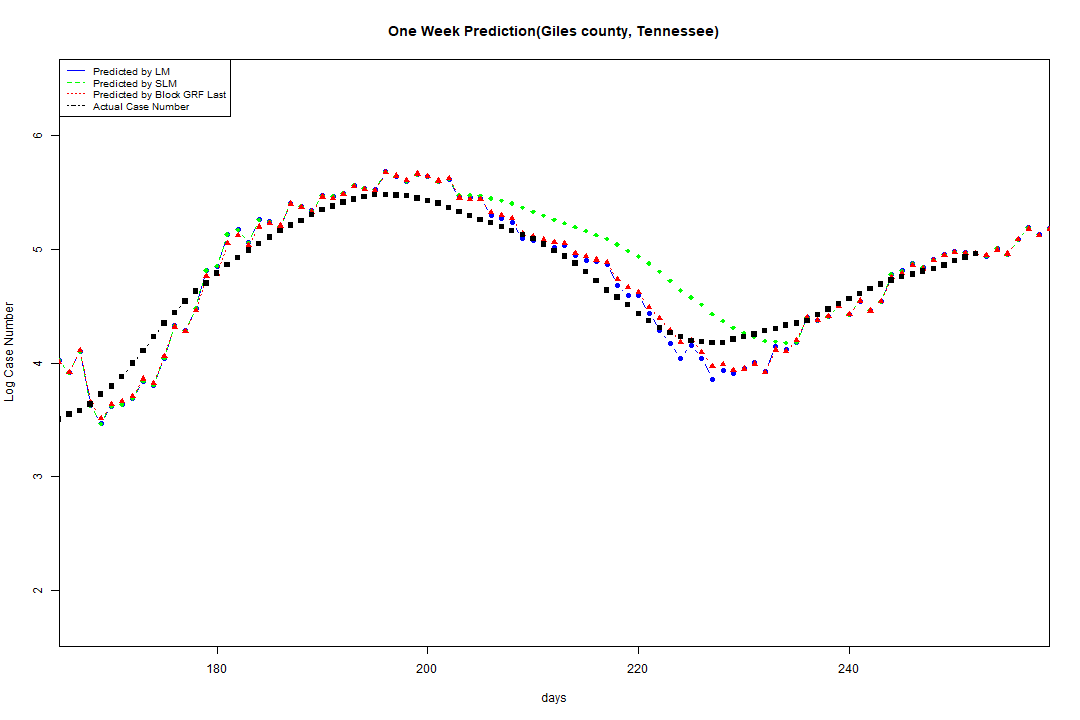 One Week Prediction(Giles county, Tennessee)
Predicted by LM
Predicted by SLM
Predicted by Block GRF Last
Actual Case Number
6
5
4
3
2
Log Case Number
180 200 220 240
days